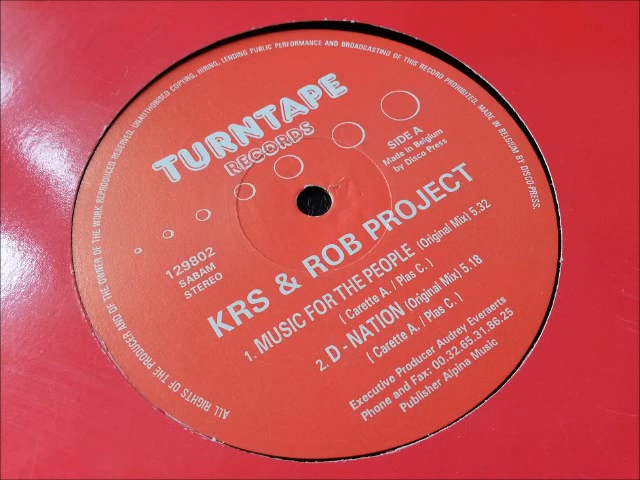 ALL RIGHTS OF THE PRODUCER AND OF THE OWNER OF THE WORK REPRODUCED RESERVED. UNAUTHORISED COPYING, HIRING, LENDING PUBLIC PERFORMANCE AND BROADCASTING OF THIS RECORD PROHIBITED. MADE IN BELGIUM BY DISCO-PRESS.
TURNTAPE
RECORDS
SIDE A
Made in Belgium
by Disco Press
129802
SABAM
STEREO
KRS & ROB PROJECT
1. MUSIC FOR THE PEOPLE (Original Mix) 5.32
( Carette A. / Plas C. )
2. D - NATION (Original Mix) 5.18
( Carette A. / Plas C. )
Executive Producer Audrey Everaerts
Phone and Fax: 00.32.65.31.86.25
Publisher Alpina Music